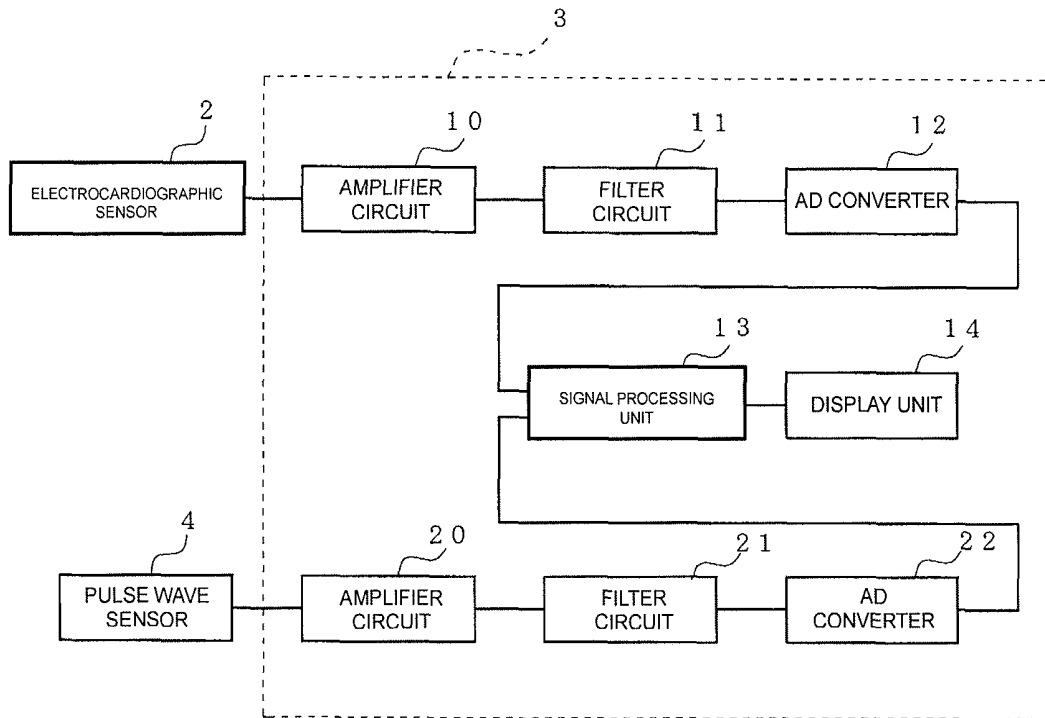 3
2
10
11
12
ELECTROCARDIOGRAPHIC
SENSOR
AMPLIFIER
CIRCUIT
FILTER
CIRCUIT
AD CONVERTER
13
14
SIGNAL PROCESSING
UNIT
DISPLAY UNIT
4
20
21
22
PULSE WAVE
SENSOR
AMPLIFIER
CIRCUIT
FILTER
CIRCUIT
AD
CONVERTER